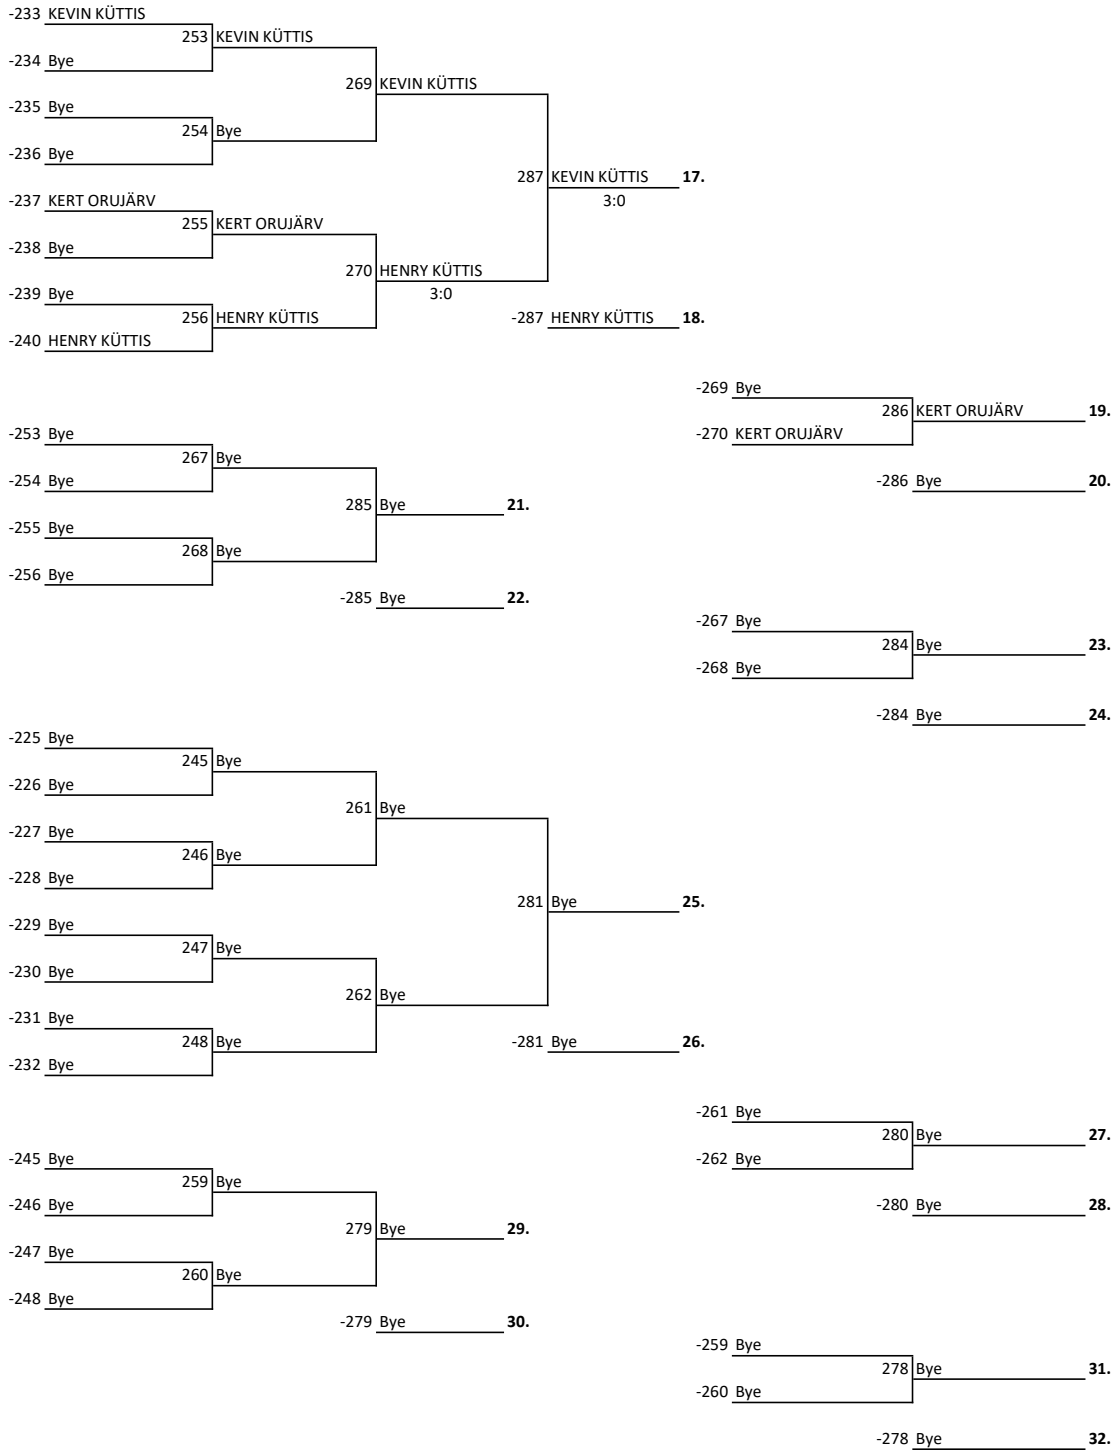 -233 KEVIN KÜTTIS
253 KEVIN KÜTTIS
-234 Bye
269 KEVIN KÜTTIS
-235 Bye
254 Bye
-236 Bye
287 KEVIN KÜTTIS 17.
3:0
-237 KERT ORUJÄRV
255 KERT ORUJÄRV
-238 Bye
270 HENRY KÜTTIS
3:0
-239 Bye
256 HENRY KÜTTIS
-287 HENRY KÜTTIS 18.
-240 HENRY KÜTTIS
-269 Bye
286 KERT ORUJÄRV 19.
-270 KERT ORUJÄRV
-286 Bye 20.
-253 Bye
267 Bye
-254 Bye
285 Bye 21.
-255 Bye
268 Bye
-256 Bye
-285 Bye 22.
-267 Bye
284 Bye 23.
-268 Bye
-284 Bye 24.
-225 Bye
245 Bye
-226 Bye
261 Bye
-227 Bye
246 Bye
-228 Bye
281 Bye 25.
-229 Bye
247 Bye
-230 Bye
262 Bye
-231 Bye
248 Bye
-281 Bye 26.
-232 Bye
-261 Bye
280 Bye 27.
-262 Bye
-280 Bye 28.
-245 Bye
259 Bye
-246 Bye
279 Bye 29.
-247 Bye
260 Bye
-248 Bye
-279 Bye 30.
-259 Bye
278 Bye 31.
-260 Bye
-278 Bye 32.